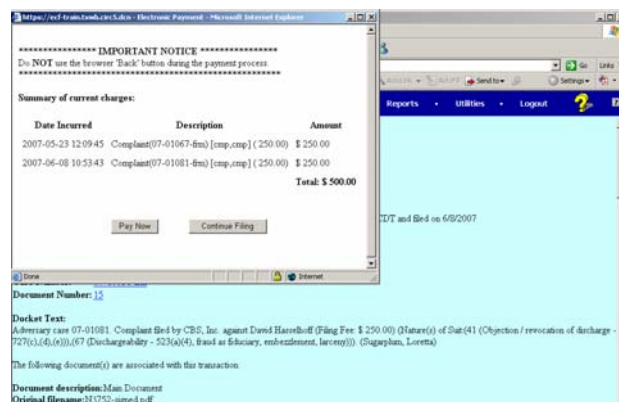 https://ecf-train.txwb.circ5.dcn - Electronic Payment - Microsoft Internet Explorer
**************** IMPORTANT NOTICE ****************
Do NOT use the browser 'Back' button during the payment process.
*****************************************************
Summary of current charges:
Date Incurred Description Amount
2007-05-23 12:09:45 Complaint(07-01067-frm) [cmp,cmp] ( 250.00) $ 250.00
2007-06-08 10:53:43 Complaint(07-01081-frm) [cmp,cmp] ( 250.00) $ 250.00
Total: $ 500.00
Pay Now Continue Filing
Done Internet
Go Links
Send to Settings
Reports • Utilities • Logout ?
CDT and filed on 6/8/2007
Document Number: 15
Docket Text:
Adversary case 07-01081. Complaint filed by CBS, Inc. against David Hasselhoff (Filing Fee: $ 250.00) (Nature(s) of Suit:(41 (Objection / revocation of discharge -
727(c),(d),(e))),(67 (Dischargeability - 523(a)(4), fraud as fiduciary, embezzlement, larceny))). (Sugarplum, Loretta)
The following document(s) are associated with this transaction:
Document description:Main Document
Original filename:N3752-signed.pdf